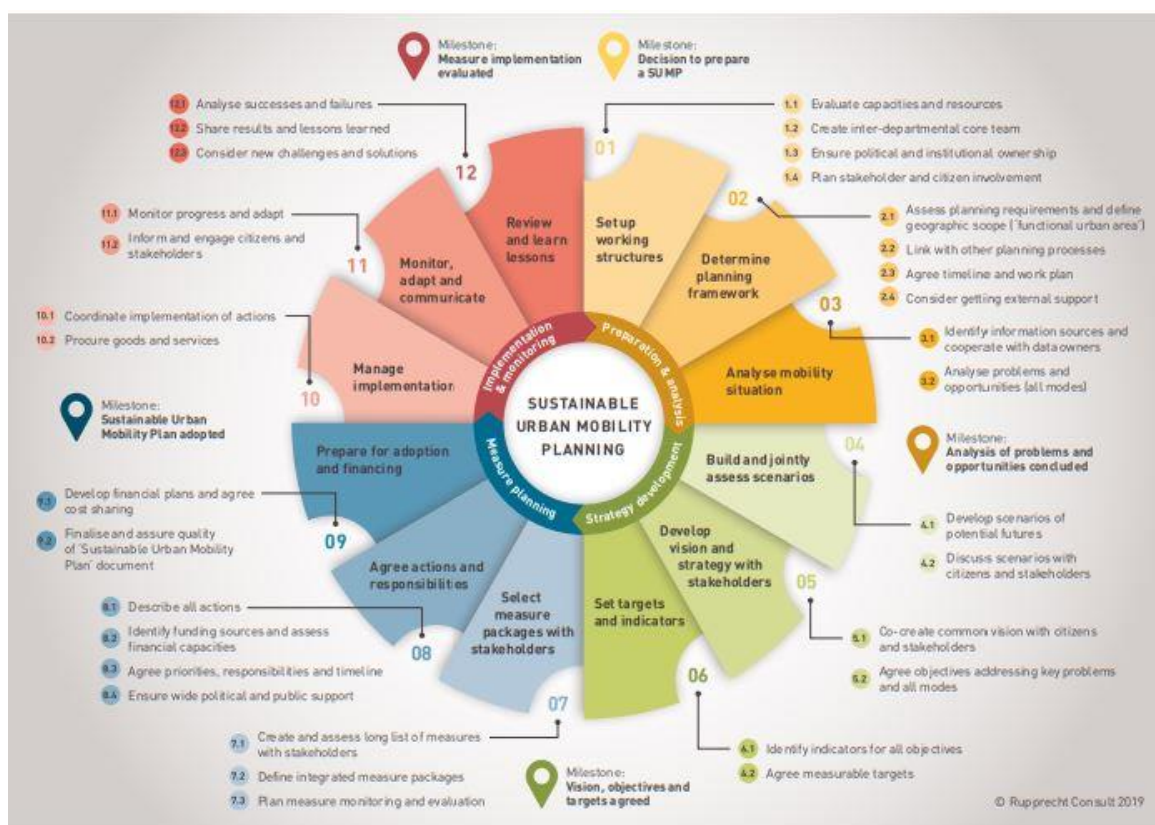 Milestone:
Measure implementation
evaluated
Milestone:
Decision to prepare
a SUMP
12.1 Analyse successes and failures
12.2 Share results and lessons learned
12.3 Consider new challenges and solutions
1.1 Evaluate capacities and resources
1.2 Create inter-departmental core team
1.3 Ensure political and institutional ownership
1.4 Plan stakeholder and citizen involvement
11.1 Monitor progress and adapt
11.2 Inform and engage citizens and
stakeholders
2.1 Assess planning requirements and define
geographic scope ('functional urban area')
2.2 Link with other planning processes
2.3 Agree timeline and work plan
2.4 Consider getting external support
10.1 Coordinate implementation of actions
10.2 Procure goods and services
3.1 Identify information sources and
cooperate with data owners
3.2 Analyse problems and
opportunities (all modes)
Milestone:
Sustainable Urban
Mobility Plan adopted
Milestone:
Analysis of problems and
opportunities concluded
SUSTAINABLE
URBAN MOBILITY
PLANNING
Preparation & analysis
Strategy development
Measure planning
Implementation
& monitoring
01
Set up
working
structures
02
Determine
planning
framework
03
Analyse mobility
situation
04
Build and jointly
assess scenarios
05
Develop
vision and
strategy with
stakeholders
06
Set targets
and indicators
07
Select
measure
packages with
stakeholders
08
Agree actions and
responsibilities
09
Prepare for adoption
and financing
10
Manage
implementation
11
Monitor,
adapt and
communicate
12
Review
and learn
lessons
9.1 Develop financial plans and agree
cost sharing
9.2 Finalise and assure quality
of 'Sustainable Urban Mobility
Plan' document
4.1 Develop scenarios of
potential futures
4.2 Discuss scenarios with
citizens and stakeholders
8.1 Describe all actions
8.2 Identify funding sources and assess
financial capacities
8.3 Agree priorities, responsibilities and timeline
8.4 Ensure wide political and public support
5.1 Co-create common vision with citizens
and stakeholders
5.2 Agree objectives addressing key problems
and all modes
7.1 Create and assess long list of measures
with stakeholders
7.2 Define integrated measure packages
7.3 Plan measure monitoring and evaluation
6.1 Identify indicators for all objectives
6.2 Agree measurable targets
Milestone:
Vision, objectives and
targets agreed
© Rupprecht Consult 2019